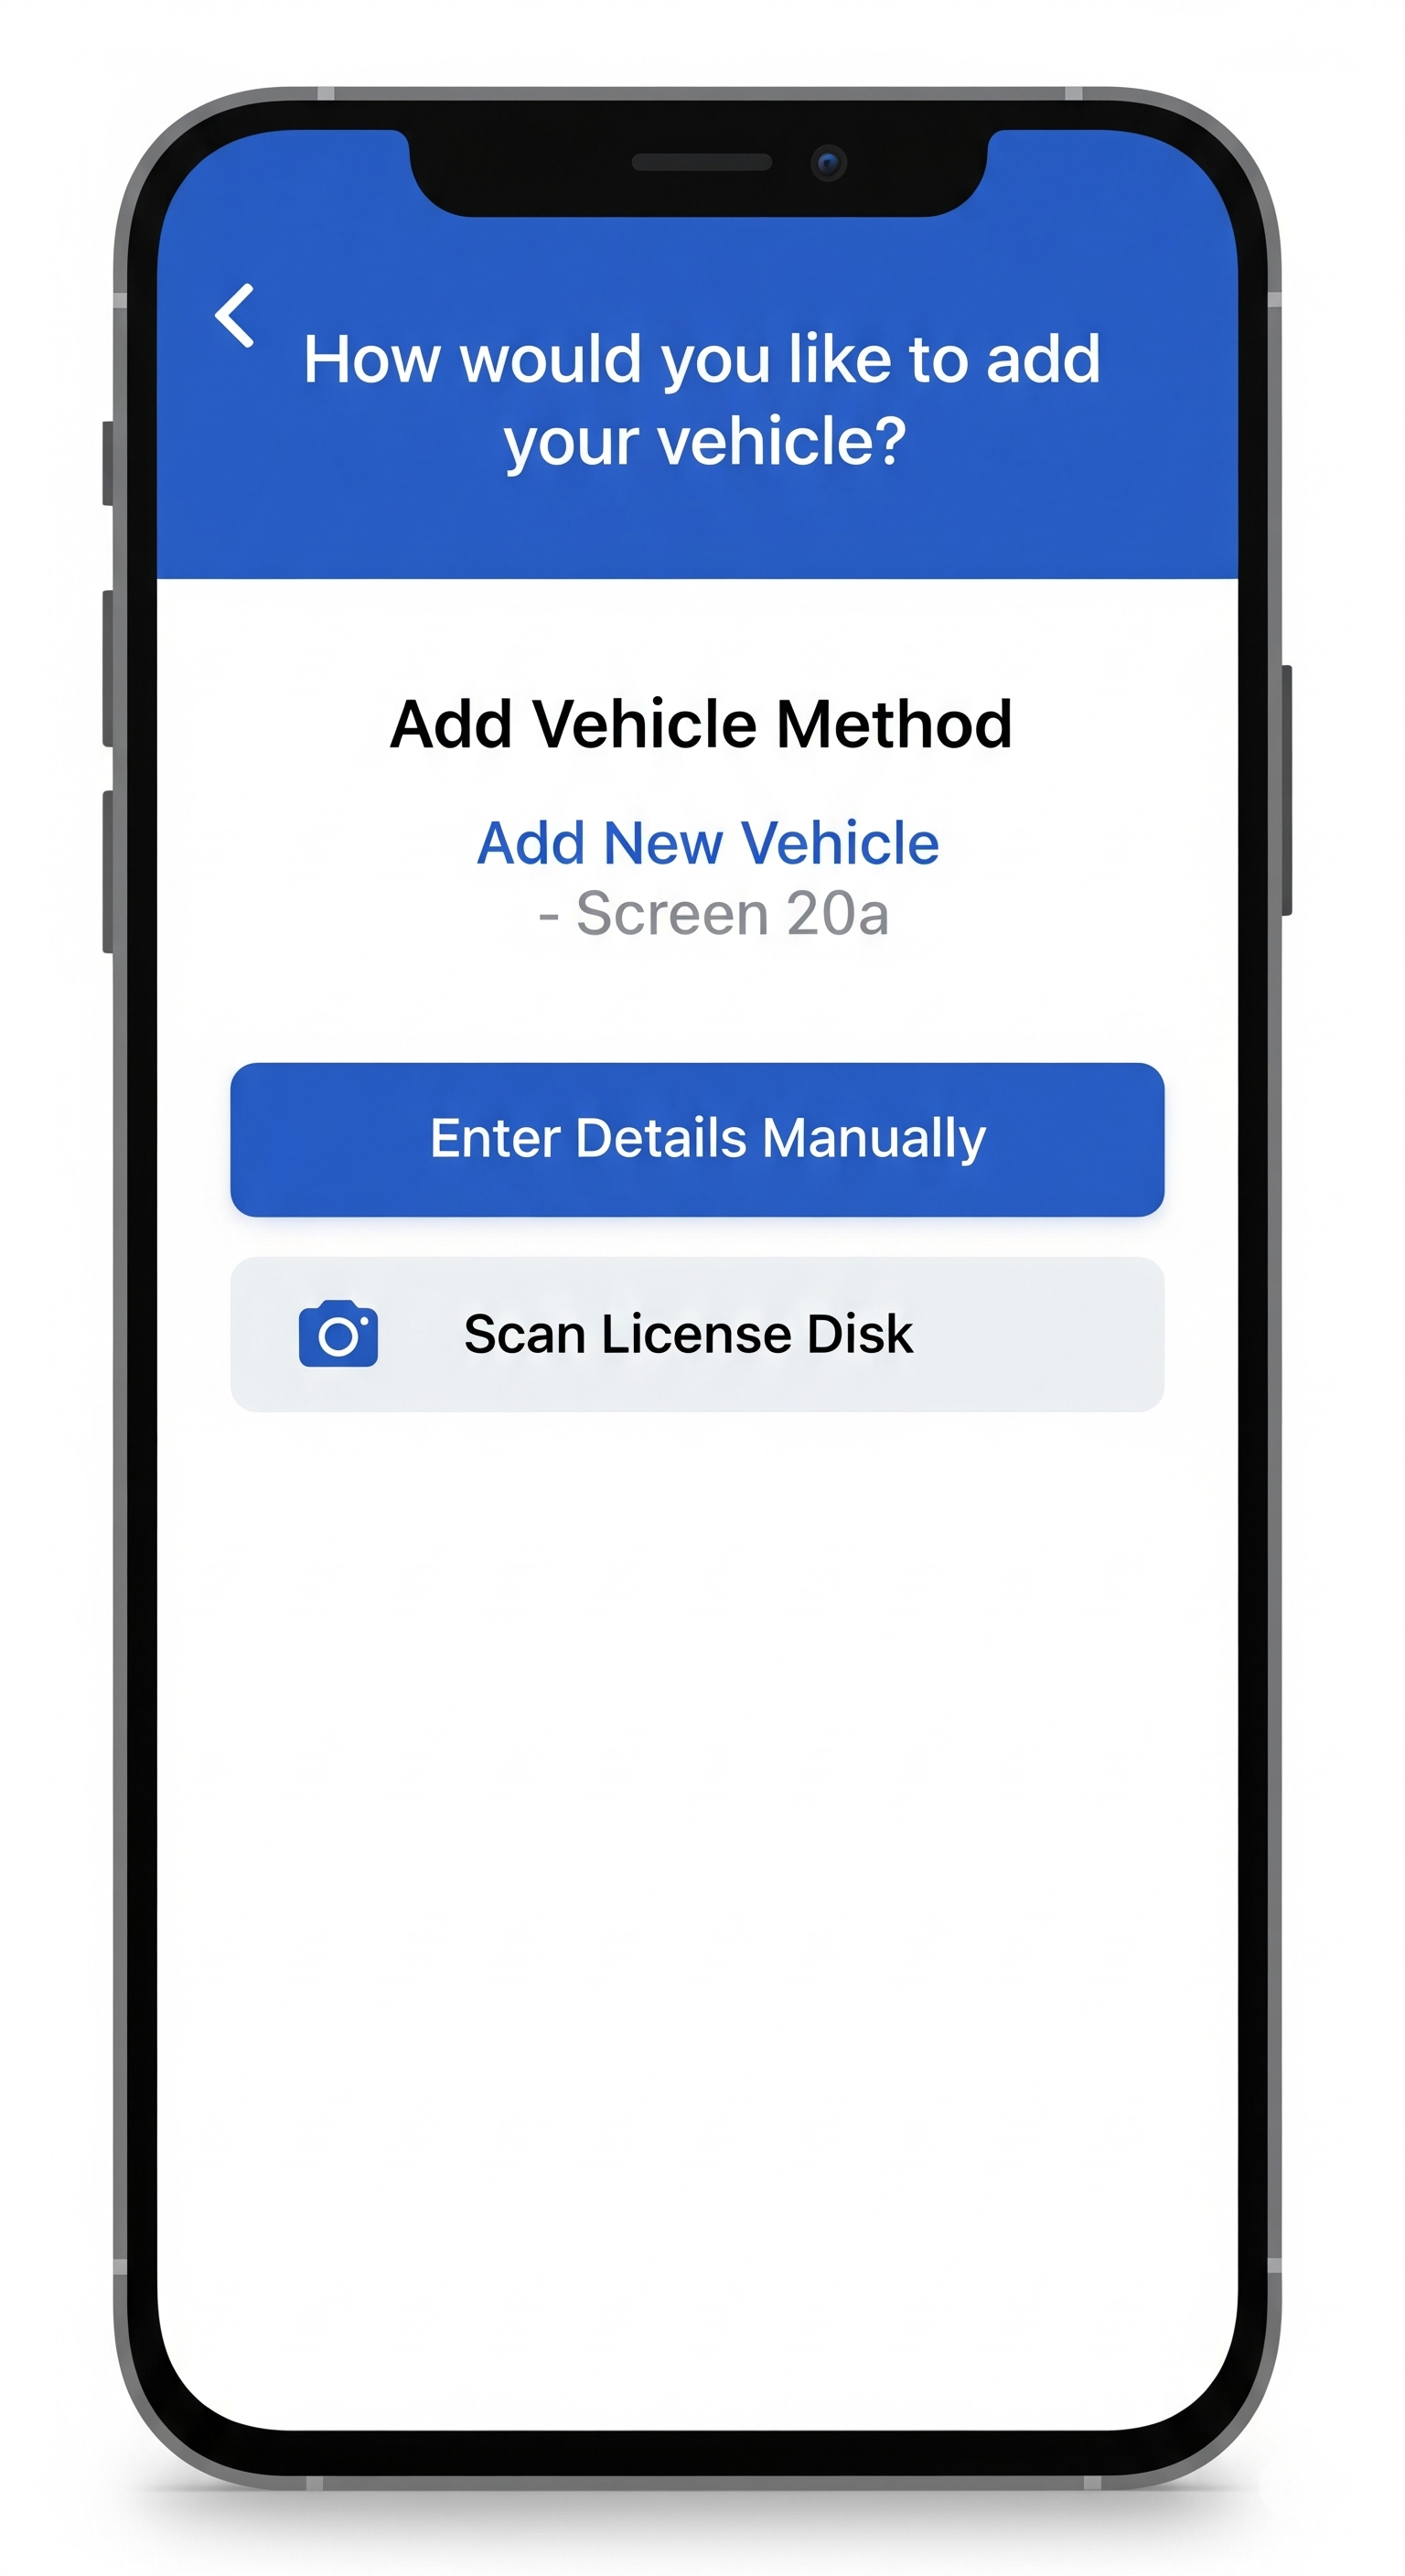 How would you like to add
your vehicle?
Add Vehicle Method
Add New Vehicle
- Screen 20a
Enter Details Manually
Scan License Disk